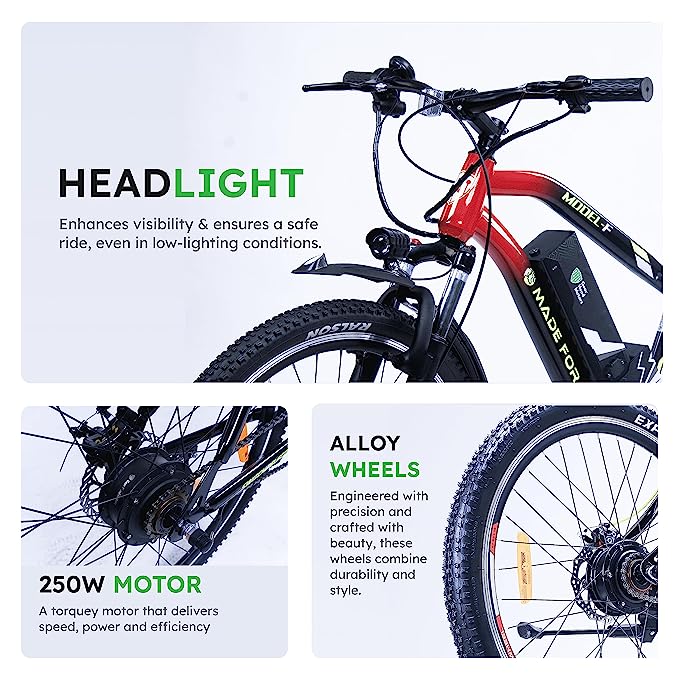 HEADLIGHT
Enhances visibility & ensures a safe
ride, even in low-lighting conditions.
MODEL-F
MADE FOR
RALSON
250W MOTOR
A torquey motor that delivers
speed, power and efficiency
ALLOY
WHEELS
Engineered with
precision and
crafted with
beauty, these
wheels combine
durability and
style.